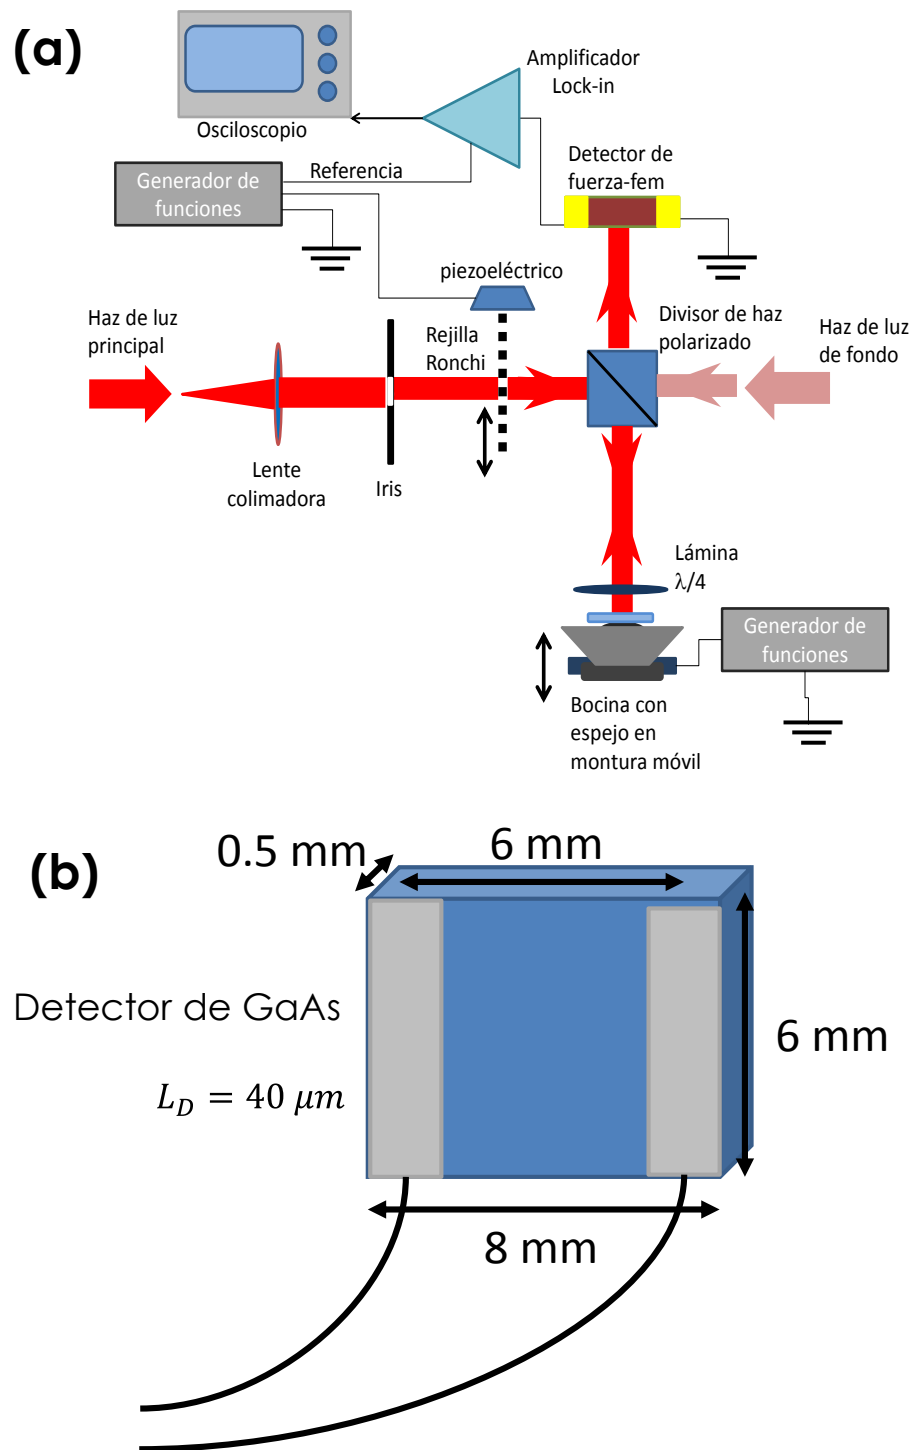 (a)
Amplificador
Lock-in
Osciloscopio
Detector de
fuerza-fem
Generador de
funciones
Referencia
piezoeléctrico
Haz de luz
principal
Rejilla
Ronchi
Divisor de haz
polarizado
Haz de luz
de fondo
Lente
colimadora
Iris
Lámina
λ/4
Generador de
funciones
Bocina con
espejo en
montura móvil
(b)
0.5 mm
6 mm
Detector de GaAs
6 mm
L_D = 40 μm
8 mm